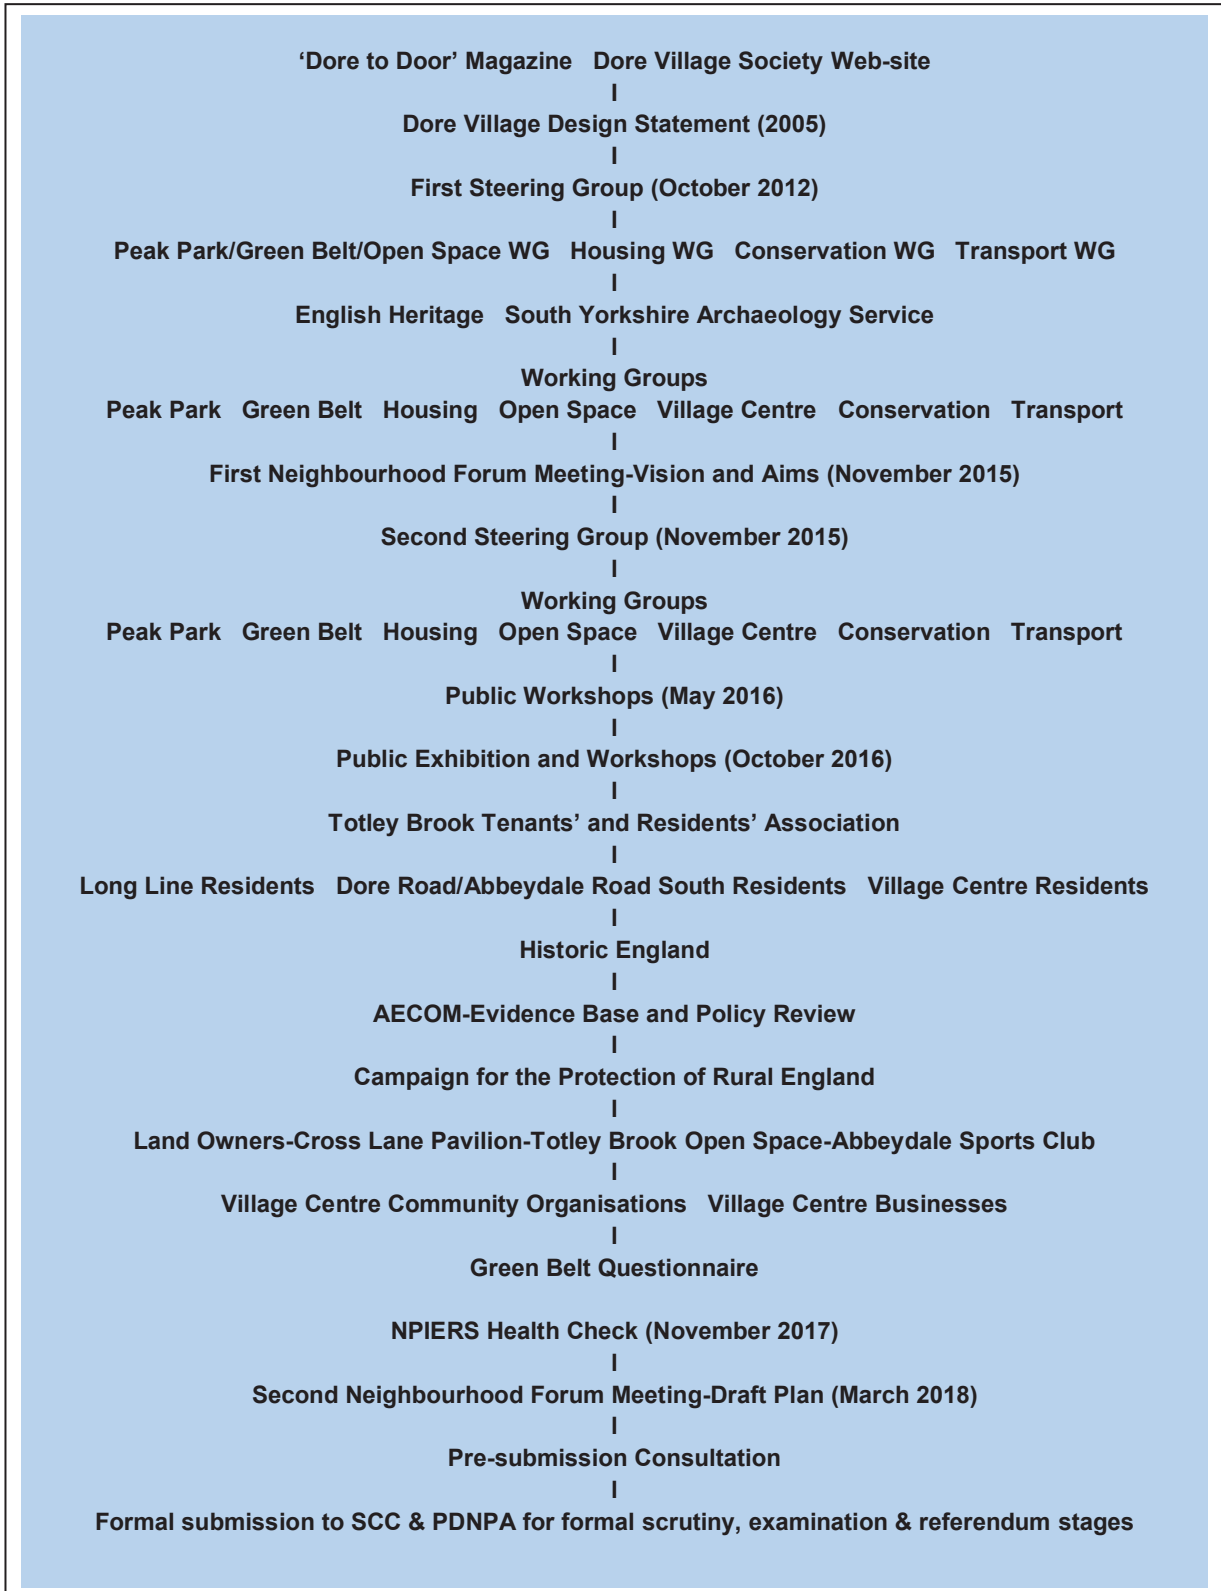 ‘Dore to Door’ Magazine   Dore Village Society Web-site
I
Dore Village Design Statement (2005)
I
First Steering Group (October 2012)
I
Peak Park/Green Belt/Open Space WG   Housing WG   Conservation WG   Transport WG
I
English Heritage   South Yorkshire Archaeology Service
I
Working Groups
Peak Park   Green Belt   Housing   Open Space   Village Centre   Conservation   Transport
I
First Neighbourhood Forum Meeting-Vision and Aims (November 2015)
I
Second Steering Group (November 2015)
I
Working Groups
Peak Park   Green Belt   Housing   Open Space   Village Centre   Conservation   Transport
I
Public Workshops (May 2016)
I
Public Exhibition and Workshops (October 2016)
I
Totley Brook Tenants’ and Residents’ Association
I
Long Line Residents   Dore Road/Abbeydale Road South Residents   Village Centre Residents
I
Historic England
I
AECOM-Evidence Base and Policy Review
I
Campaign for the Protection of Rural England
I
Land Owners-Cross Lane Pavilion-Totley Brook Open Space-Abbeydale Sports Club
I
Village Centre Community Organisations   Village Centre Businesses
I
Green Belt Questionnaire
NPIERS Health Check (November 2017)
I
Second Neighbourhood Forum Meeting-Draft Plan (March 2018)
I
Pre-submission Consultation
I
Formal submission to SCC & PDNPA for formal scrutiny, examination & referendum stages